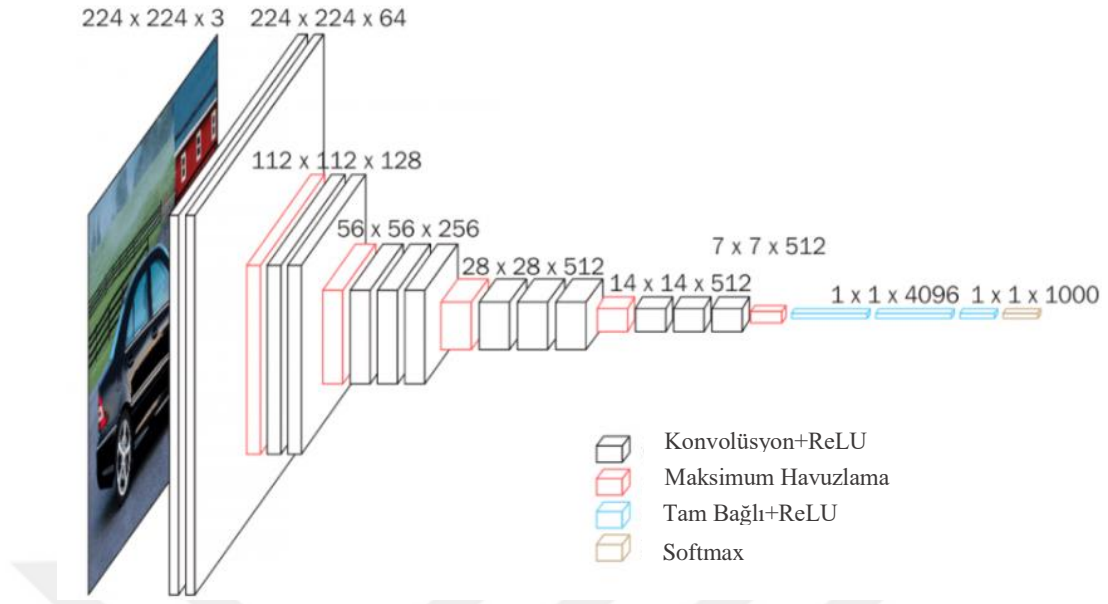 224 x 224 x 3 224 x 224 x 64
112 x 112 x 128
56 x 56 x 256
28 x 28 x 512
14 x 14 x 512
7 x 7 x 512
1 x 1 x 4096 1 x 1 x 1000
Konvolüsyon+ReLU
Maksimum Havuzlama
Tam Bağlı+ReLU
Softmax